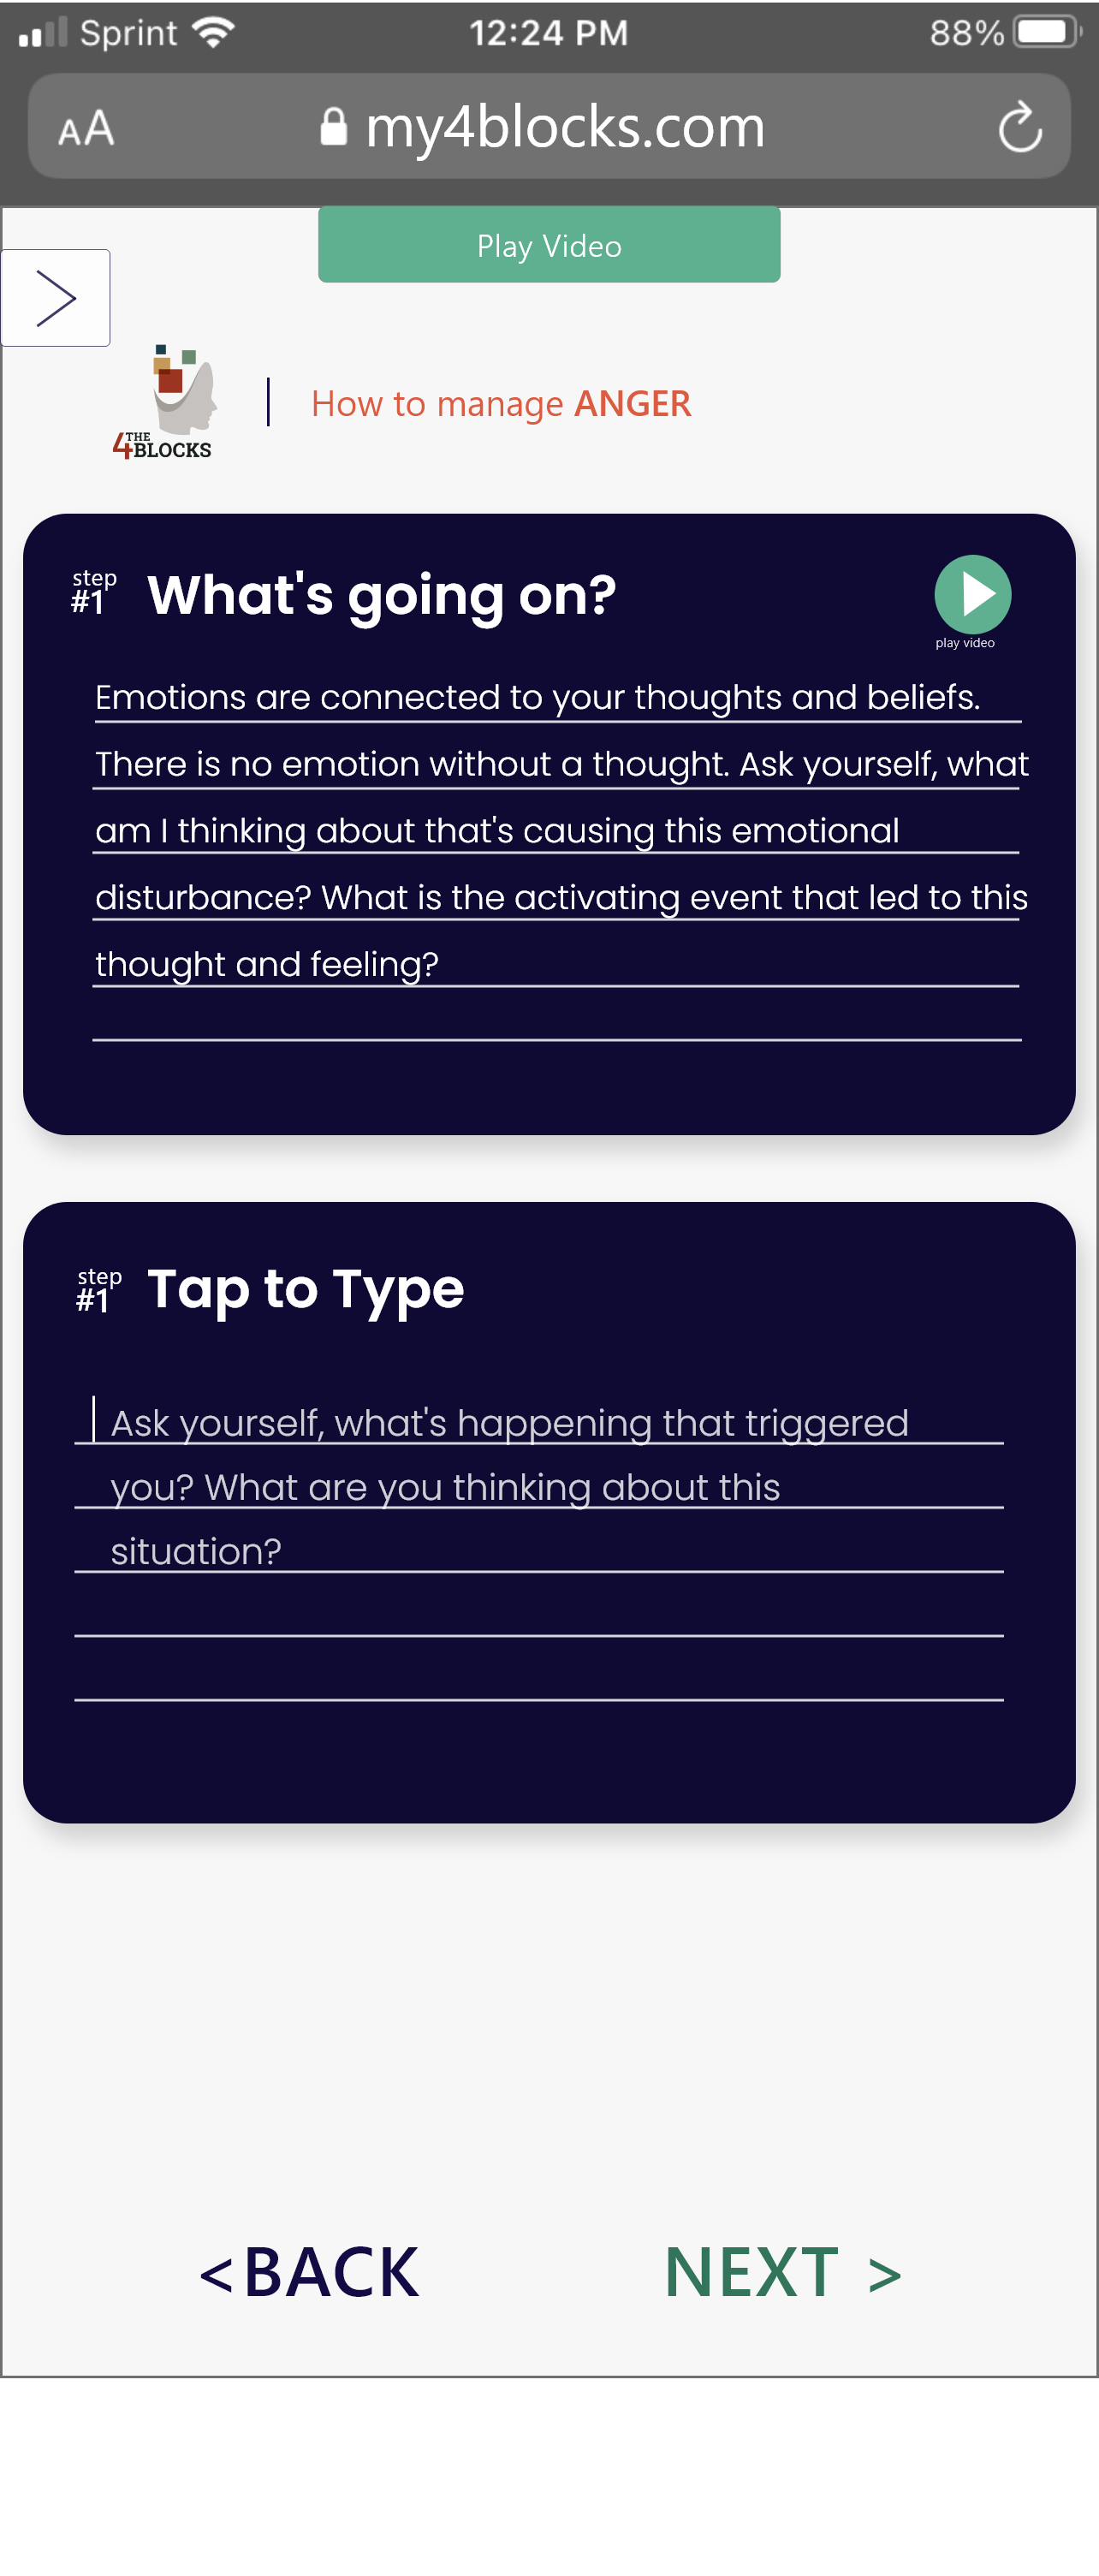 Sprint 12:24 PM 88%
AA my4blocks.com
Play Video
>
4 THE BLOCKS
How to manage ANGER
step
#1 What's going on?
play video
Emotions are connected to your thoughts and beliefs.
There is no emotion without a thought. Ask yourself, what
am I thinking about that's causing this emotional
disturbance? What is the activating event that led to this
thought and feeling?
step
#1 Tap to Type
Ask yourself, what's happening that triggered
you? What are you thinking about this
situation?
<BACK NEXT >